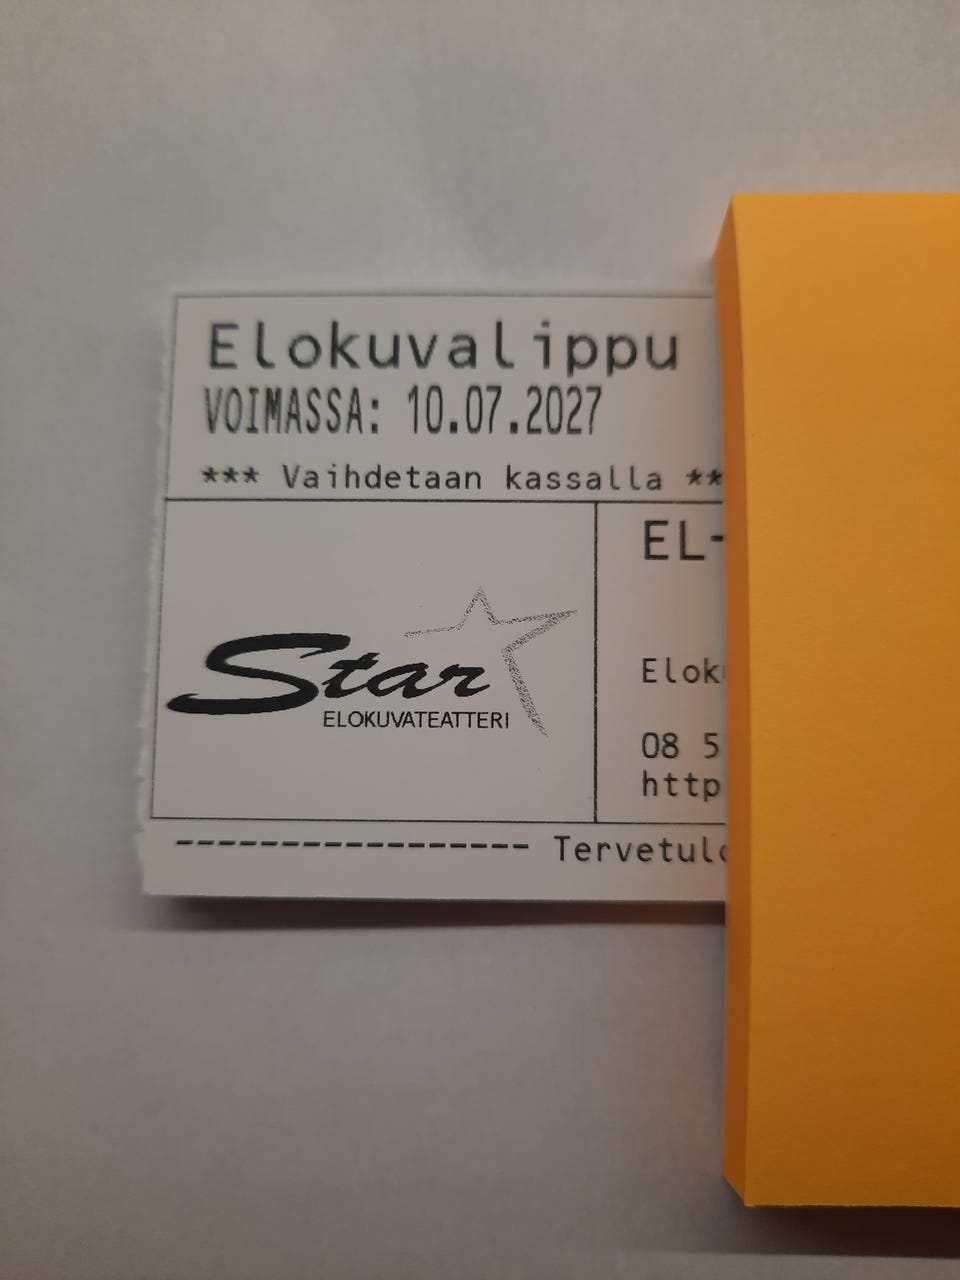 Elokuvalippu
VOIMASSA: 10.07.2027
*** Vaihdetaan kassalla **
EL-
Star
ELOKUVATEATTERI
Elok
08 5
http
----------------- Tervetulo